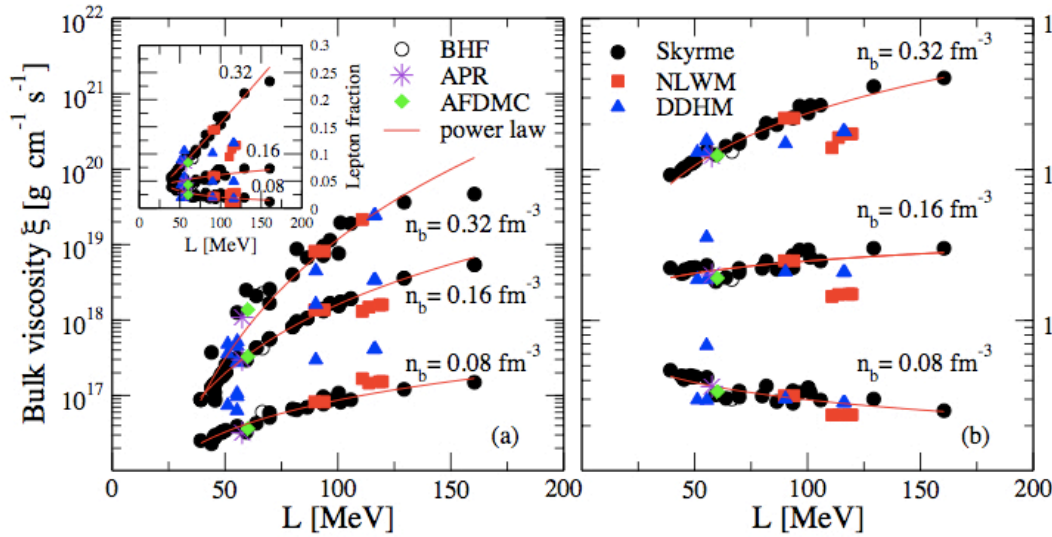 10^22
10^21
10^20
10^19
10^18
10^17
Bulk viscosity ξ [g cm^-1 s^-1]
0 50 100 150 200
L [MeV]
0.3
0.25
0.2
0.15
0.1
0.05
0
Lepton fraction
0.32
0.16
0.08
0 50 100 150 200
L [MeV]
BHF
APR
AFDMC
power law
n_b = 0.32 fm^-3
n_b = 0.16 fm^-3
n_b = 0.08 fm^-3
(a)
Skyrme
NLWM
DDHM
n_b = 0.32 fm^-3
n_b = 0.16 fm^-3
n_b = 0.08 fm^-3
(b)
50 100 150 200
L [MeV]
1
1
1